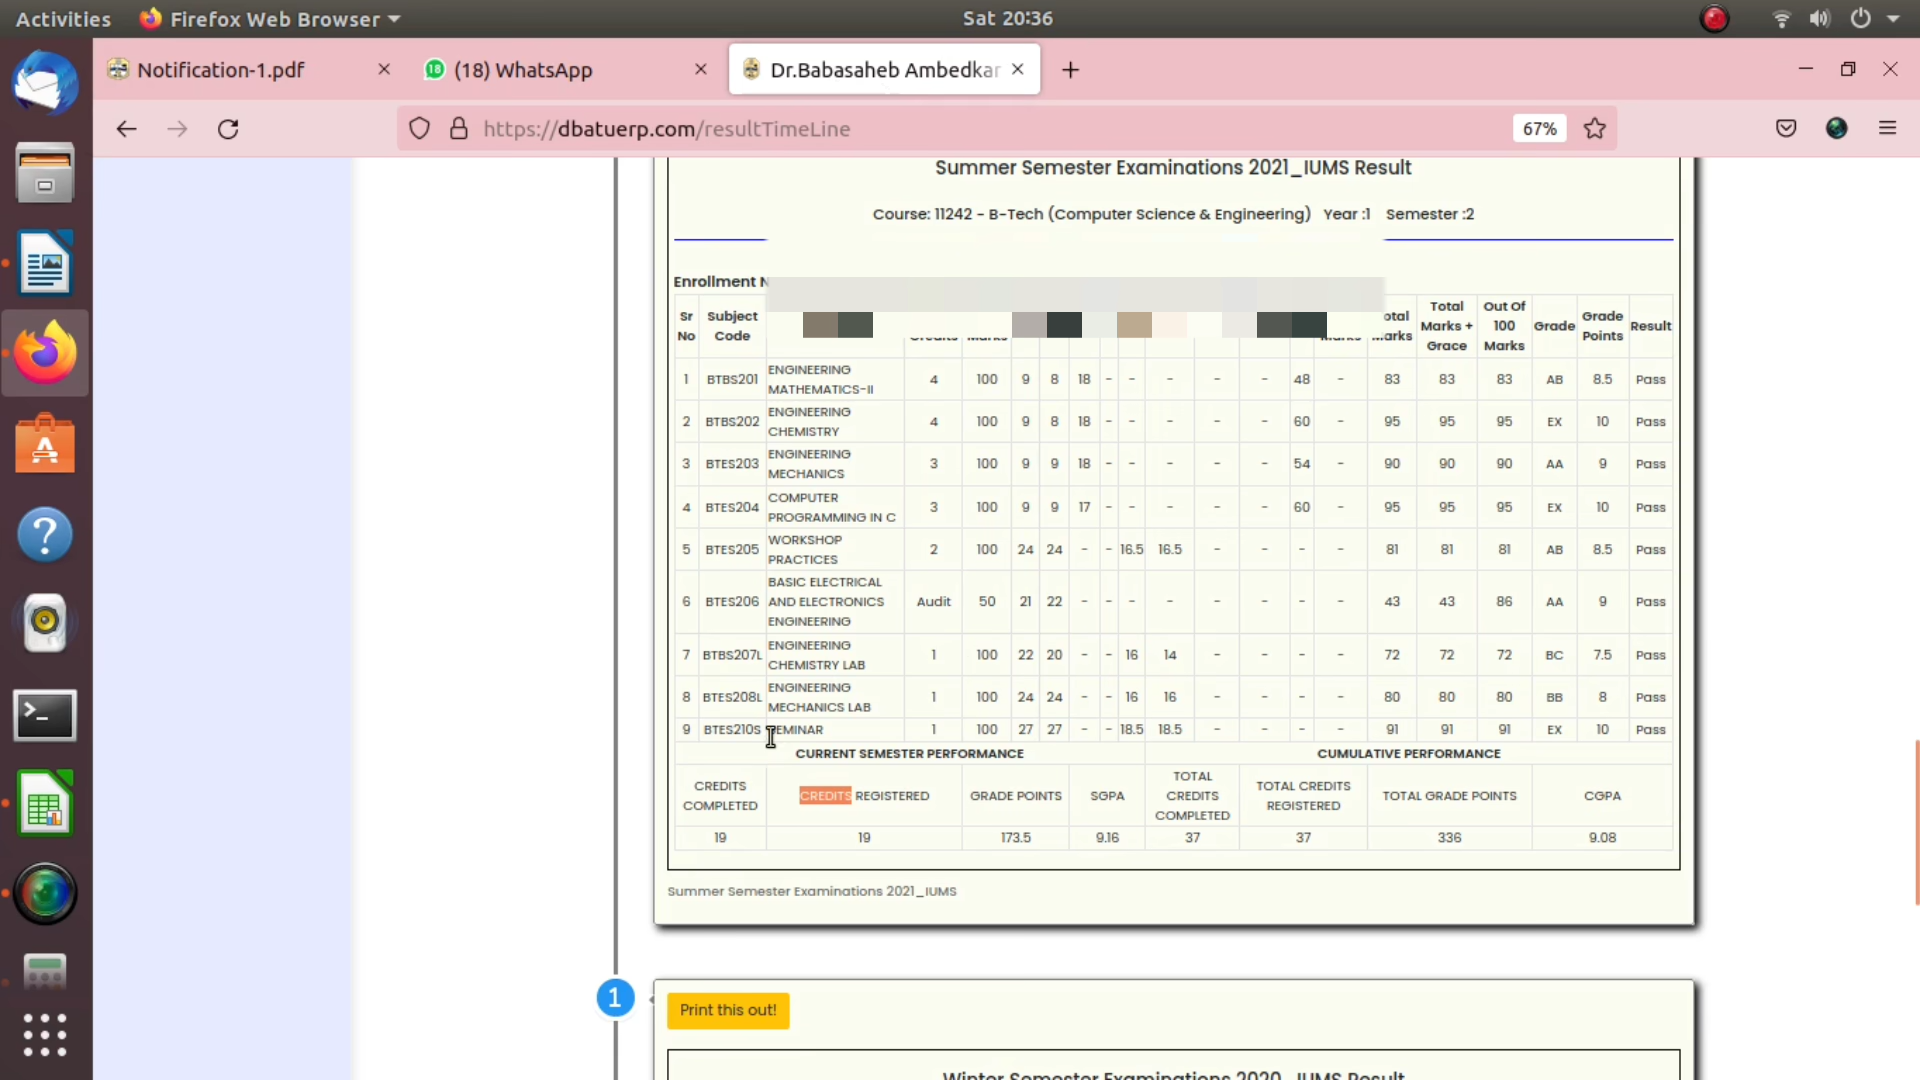 Activities Firefox Web Browser Sat 20:36
Notification-1.pdf 18 (18) WhatsApp Dr.Babasaheb Ambedkar
https://dbatuerp.com/resultTimeLine 67%
Summer Semester Examinations 2021_IUMS Result
Course: 11242 - B-Tech (Computer Science & Engineering) Year :1 Semester :2
Enrollment
Sr No Subject Code Marks Total Marks + Grace Out Of 100 Marks Grade Grade Points Result
1 BTBS201 ENGINEERING MATHEMATICS-II 4 100 9 8 18 - - - - - 48 - 83 83 83 AB 8.5 Pass
2 BTBS202 ENGINEERING CHEMISTRY 4 100 9 8 18 - - - - - 60 - 95 95 95 EX 10 Pass
3 BTES203 ENGINEERING MECHANICS 3 100 9 9 18 - - - - - 54 - 90 90 90 AA 9 Pass
4 BTES204 COMPUTER PROGRAMMING IN C 3 100 9 9 17 - - - - - 60 - 95 95 95 EX 10 Pass
5 BTES205 WORKSHOP PRACTICES 2 100 24 24 - - 16.5 16.5 - - - - 81 81 81 AB 8.5 Pass
6 BTES206 BASIC ELECTRICAL AND ELECTRONICS ENGINEERING Audit 50 21 22 - - - - - - - - 43 43 86 AA 9 Pass
7 BTBS207L ENGINEERING CHEMISTRY LAB 1 100 22 20 - - 16 14 - - - - 72 72 72 BC 7.5 Pass
8 BTES208L ENGINEERING MECHANICS LAB 1 100 24 24 - - 16 16 - - - - 80 80 80 BB 8 Pass
9 BTES210S SEMINAR 1 100 27 27 - - 18.5 18.5 - - - - 91 91 91 EX 10 Pass
CURRENT SEMESTER PERFORMANCE CUMULATIVE PERFORMANCE
CREDITS COMPLETED CREDITS REGISTERED GRADE POINTS SGPA TOTAL CREDITS COMPLETED TOTAL CREDITS REGISTERED TOTAL GRADE POINTS CGPA
19 19 173.5 9.16 37 37 336 9.08
Summer Semester Examinations 2021_IUMS
1
Print this out!
Winter Semester Examinations 2020_IUMS Result